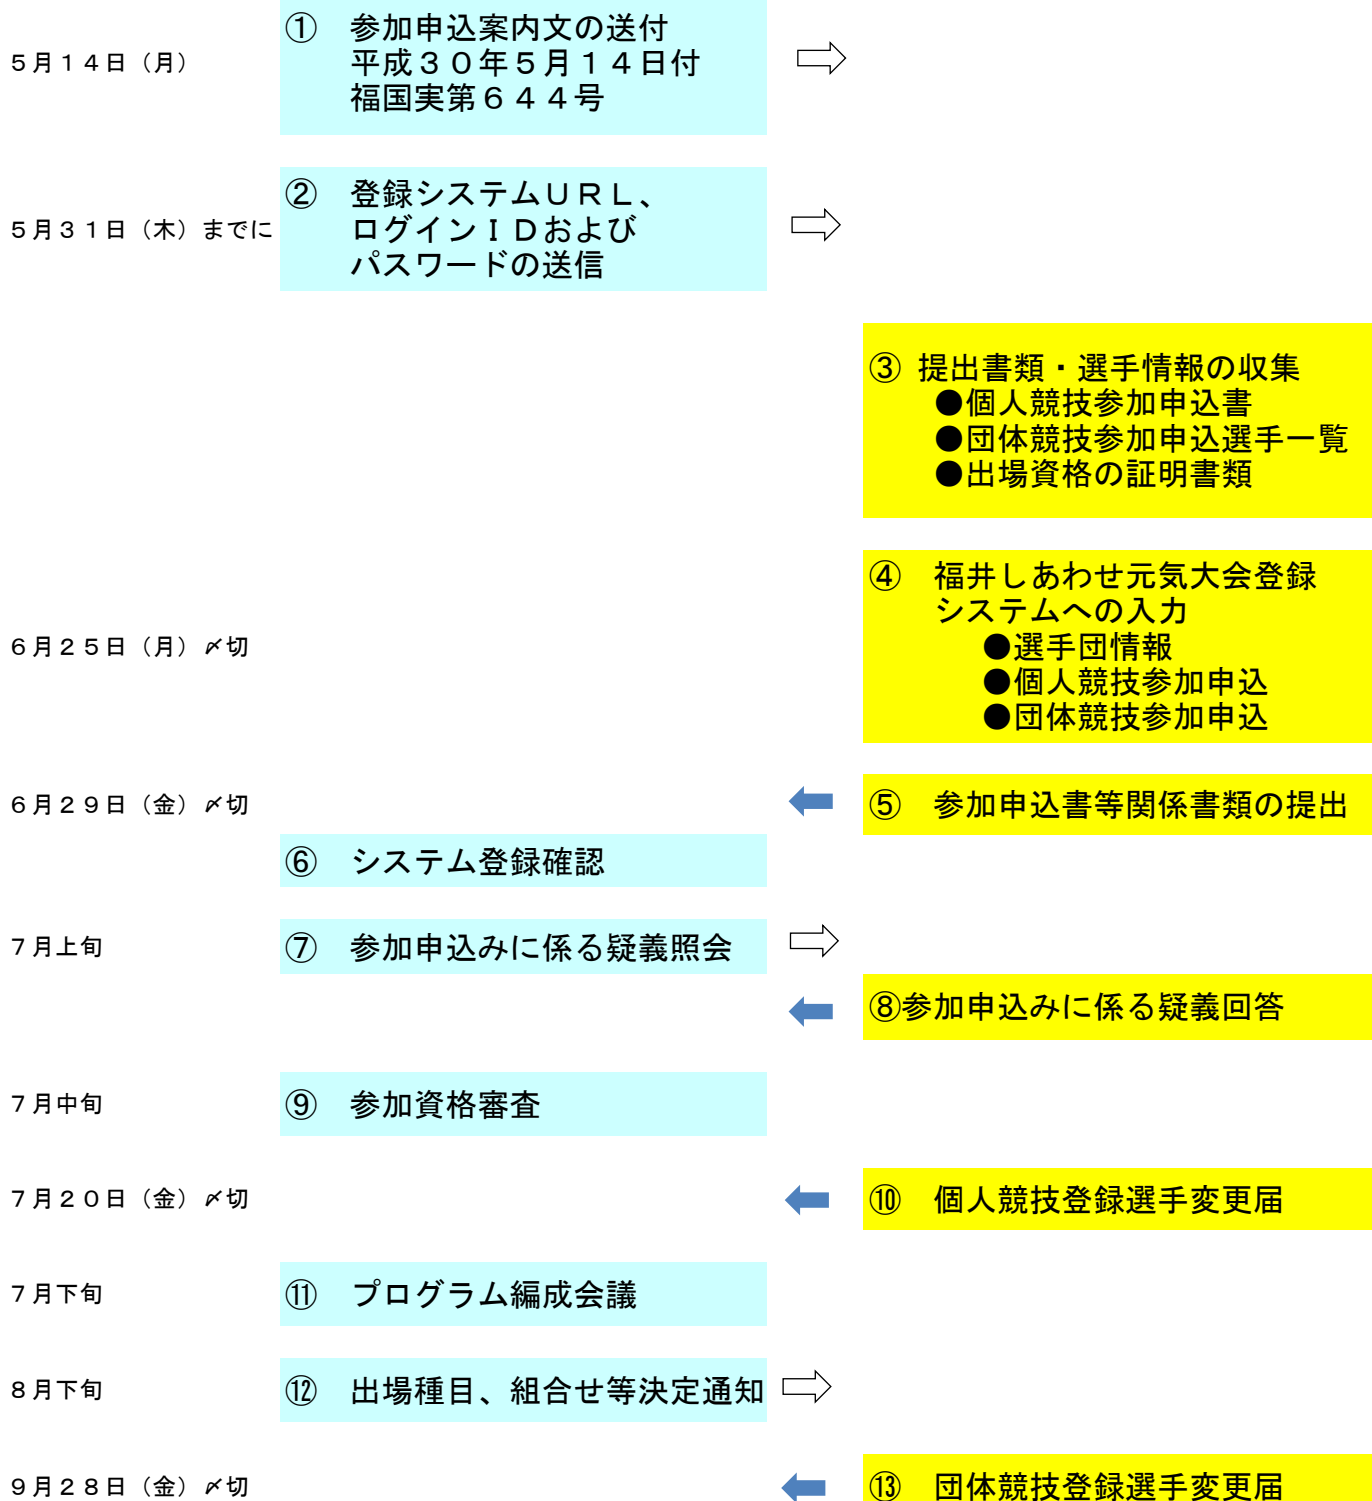 ５月１４日（月）
①　参加申込案内文の送付
平成３０年５月１４日付
福国実第６４４号
５月３１日（木）までに
②　登録システムＵＲＬ、
ログインＩＤおよび
パスワードの送信
③ 提出書類・選手情報の収集
●個人競技参加申込書
●団体競技参加申込選手一覧
●出場資格の証明書類
６月２５日（月）〆切
④　福井しあわせ元気大会登録
システムへの入力
●選手団情報
●個人競技参加申込
●団体競技参加申込
６月２９日（金）〆切
⑤　参加申込書等関係書類の提出
⑥　システム登録確認
７月上旬
⑦　参加申込みに係る疑義照会
⑧参加申込みに係る疑義回答
７月中旬
⑨　参加資格審査
７月２０日（金）〆切
⑩　個人競技登録選手変更届
７月下旬
⑪　プログラム編成会議
８月下旬
⑫　出場種目、組合せ等決定通知
９月２８日（金）〆切
⑬　団体競技登録選手変更届